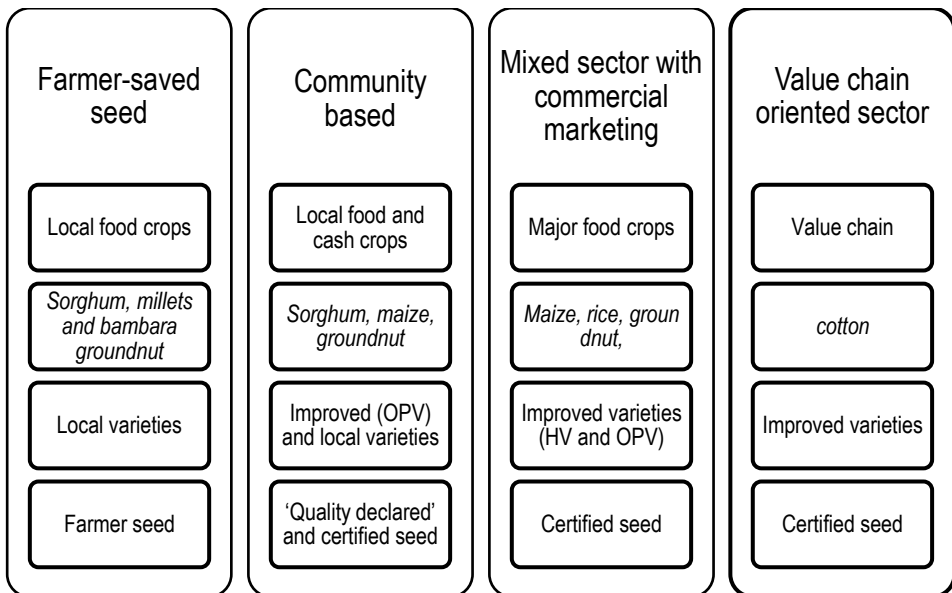 Farmer-saved
seed
Local food crops
Sorghum, millets
and bambara
groundnut
Local varieties
Farmer seed
Community
based
Local food and
cash crops
Sorghum, maize,
groundnut
Improved (OPV)
and local varieties
‘Quality declared’
and certified seed
Mixed sector with
commercial
marketing
Major food crops
Maize, rice, groun
dnut,
Improved varieties
(HV and OPV)
Certified seed
Value chain
oriented sector
Value chain
cotton
Improved varieties
Certified seed